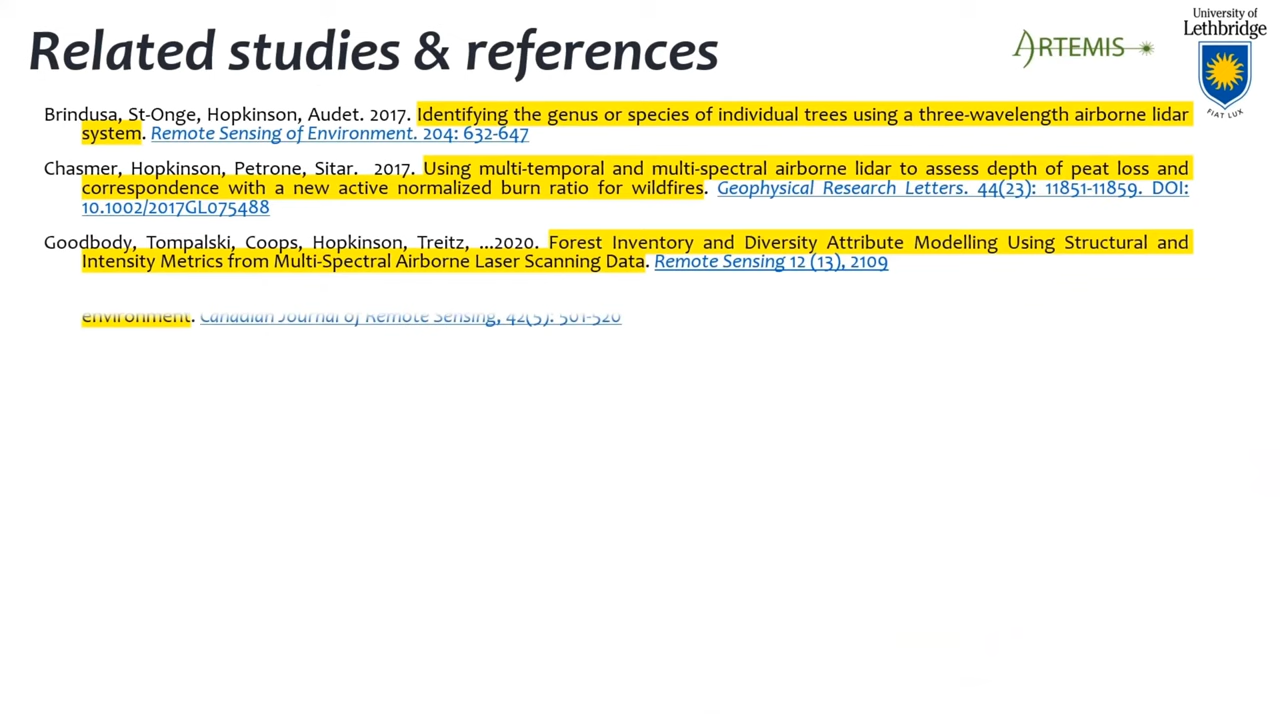 Related studies & references
ARTEMIS
University of
Lethbridge
FIAT LUX
Brindusa, St-Onge, Hopkinson, Audet. 2017. Identifying the genus or species of individual trees using a three-wavelength airborne lidar
system. Remote Sensing of Environment. 204: 632-647
Chasmer, Hopkinson, Petrone, Sitar. 2017. Using multi-temporal and multi-spectral airborne lidar to assess depth of peat loss and
correspondence with a new active normalized burn ratio for wildfires. Geophysical Research Letters. 44(23): 11851-11859. DOI:
10.1002/2017GL075488
Goodbody, Tompalski, Coops, Hopkinson, Treitz, ...2020. Forest Inventory and Diversity Attribute Modelling Using Structural and
Intensity Metrics from Multi-Spectral Airborne Laser Scanning Data. Remote Sensing 12 (13), 2109
environment. Canadian Journal of Remote Sensing, 42(5): 501-520